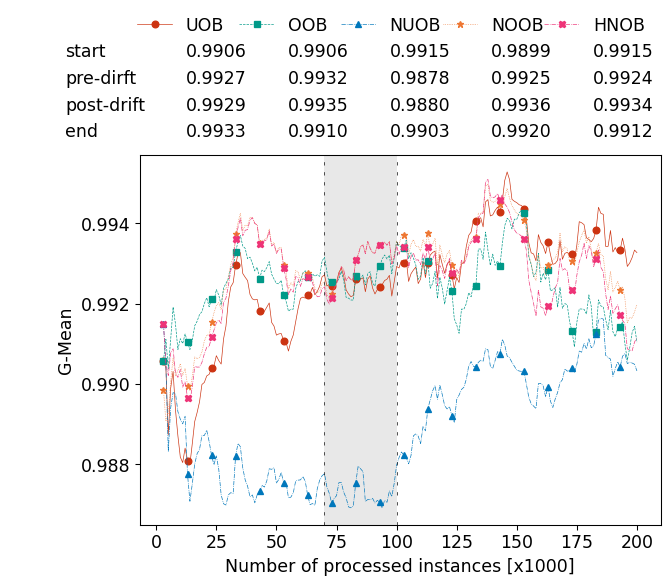 UOB OOB NUOB NOOB HNOB
start 0.9906 0.9906 0.9915 0.9899 0.9915
pre-dirft 0.9927 0.9932 0.9878 0.9925 0.9924
post-drift 0.9929 0.9935 0.9880 0.9936 0.9934
end 0.9933 0.9910 0.9903 0.9920 0.9912
G-Mean
0.994
0.992
0.990
0.988
0 25 50 75 100 125 150 175 200
Number of processed instances [x1000]